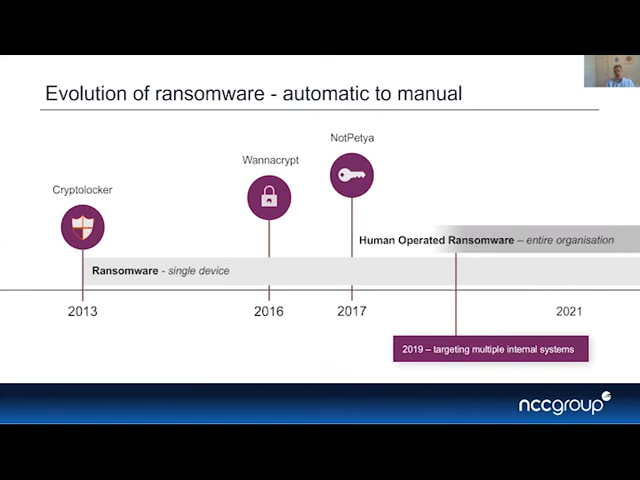 Evolution of ransomware - automatic to manual
NotPetya
Wannacrypt
Cryptolocker
Human Operated Ransomware – entire organisation
Ransomware - single device
2013
2016
2017
2021
2019 – targeting multiple internal systems
nccgroup